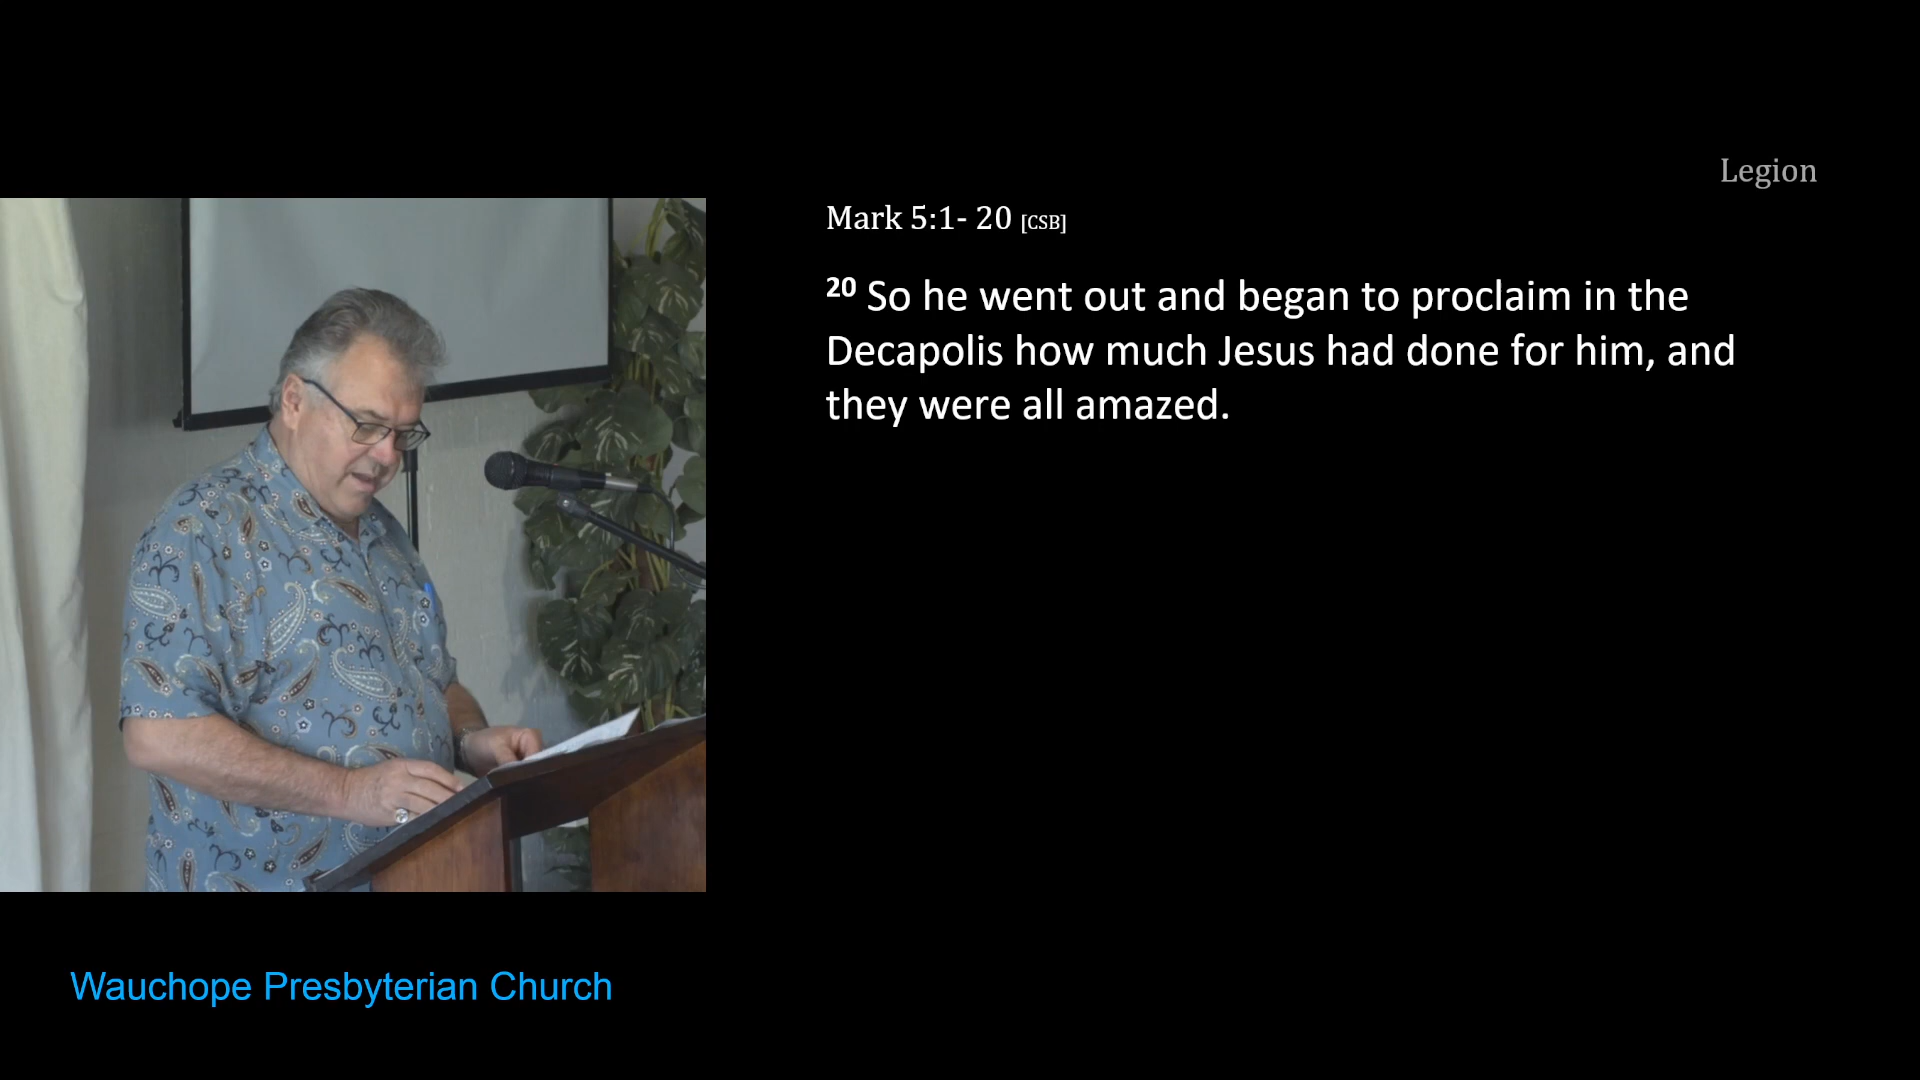 Legion
Mark 5:1- 20 [CSB]
20 So he went out and began to proclaim in the
Decapolis how much Jesus had done for him, and
they were all amazed.
Wauchope Presbyterian Church